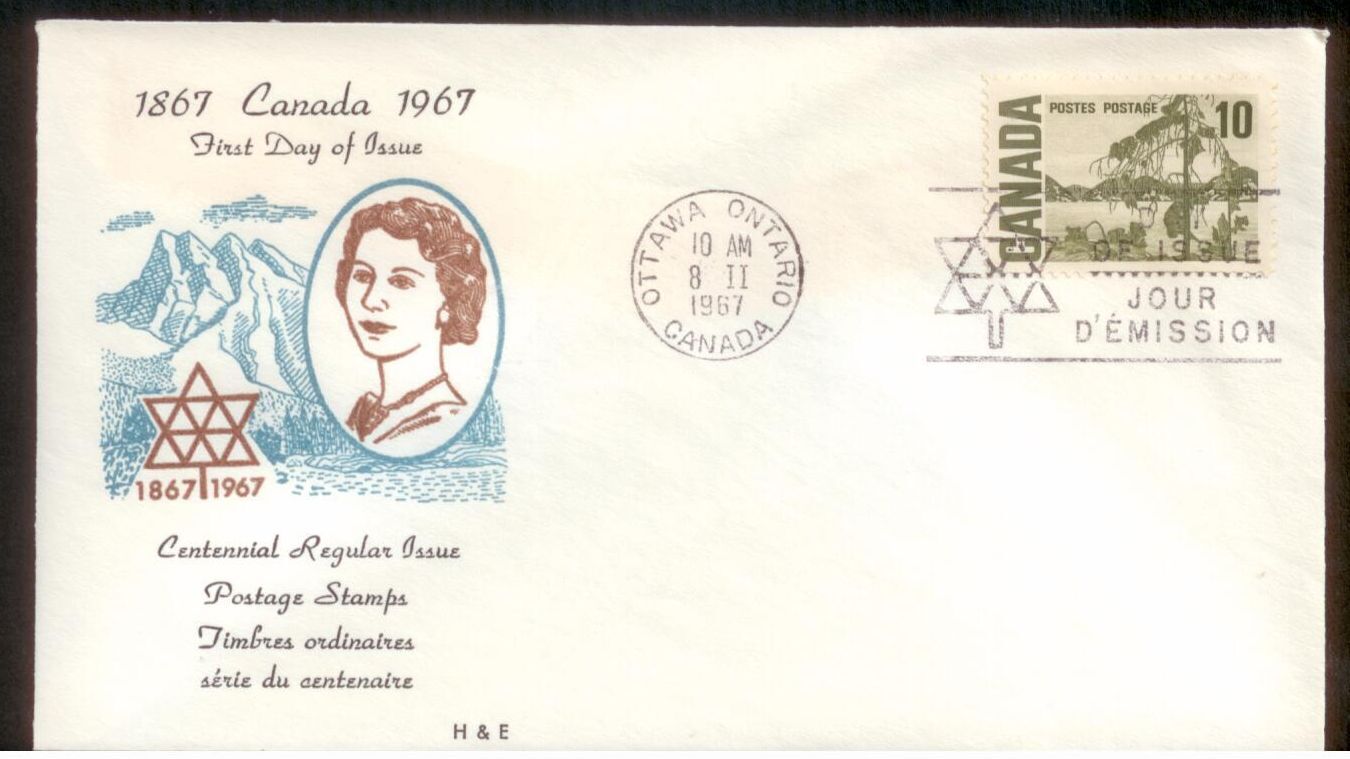 1867 Canada 1967
First Day of Issue
1867 1967
Centennial Regular Issue
Postage Stamps
Timbres ordinaires
série du centenaire
H & E
OTTAWA ONTARIO
10 AM
8 II
1967
CANADA
CANADA
POSTES POSTAGE
10
OF ISSUE
JOUR
D'ÉMISSION